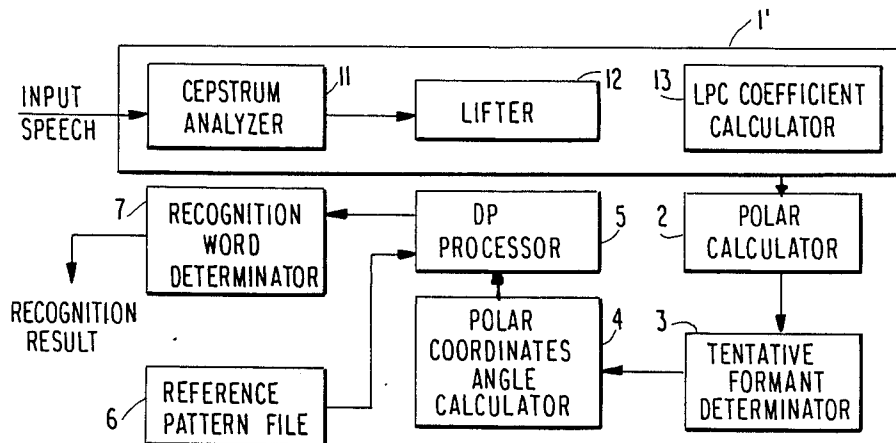 1'
INPUT
SPEECH
CEPSTRUM
ANALYZER
11
LIFTER
12
13
LPC COEFFICIENT
CALCULATOR
7
RECOGNITION
WORD
DETERMINATOR
DP
PROCESSOR
5
2
POLAR
CALCULATOR
RECOGNITION
RESULT
POLAR
COORDINATES
ANGLE
CALCULATOR
4
3
TENTATIVE
FORMANT
DETERMINATOR
6
REFERENCE
PATTERN FILE